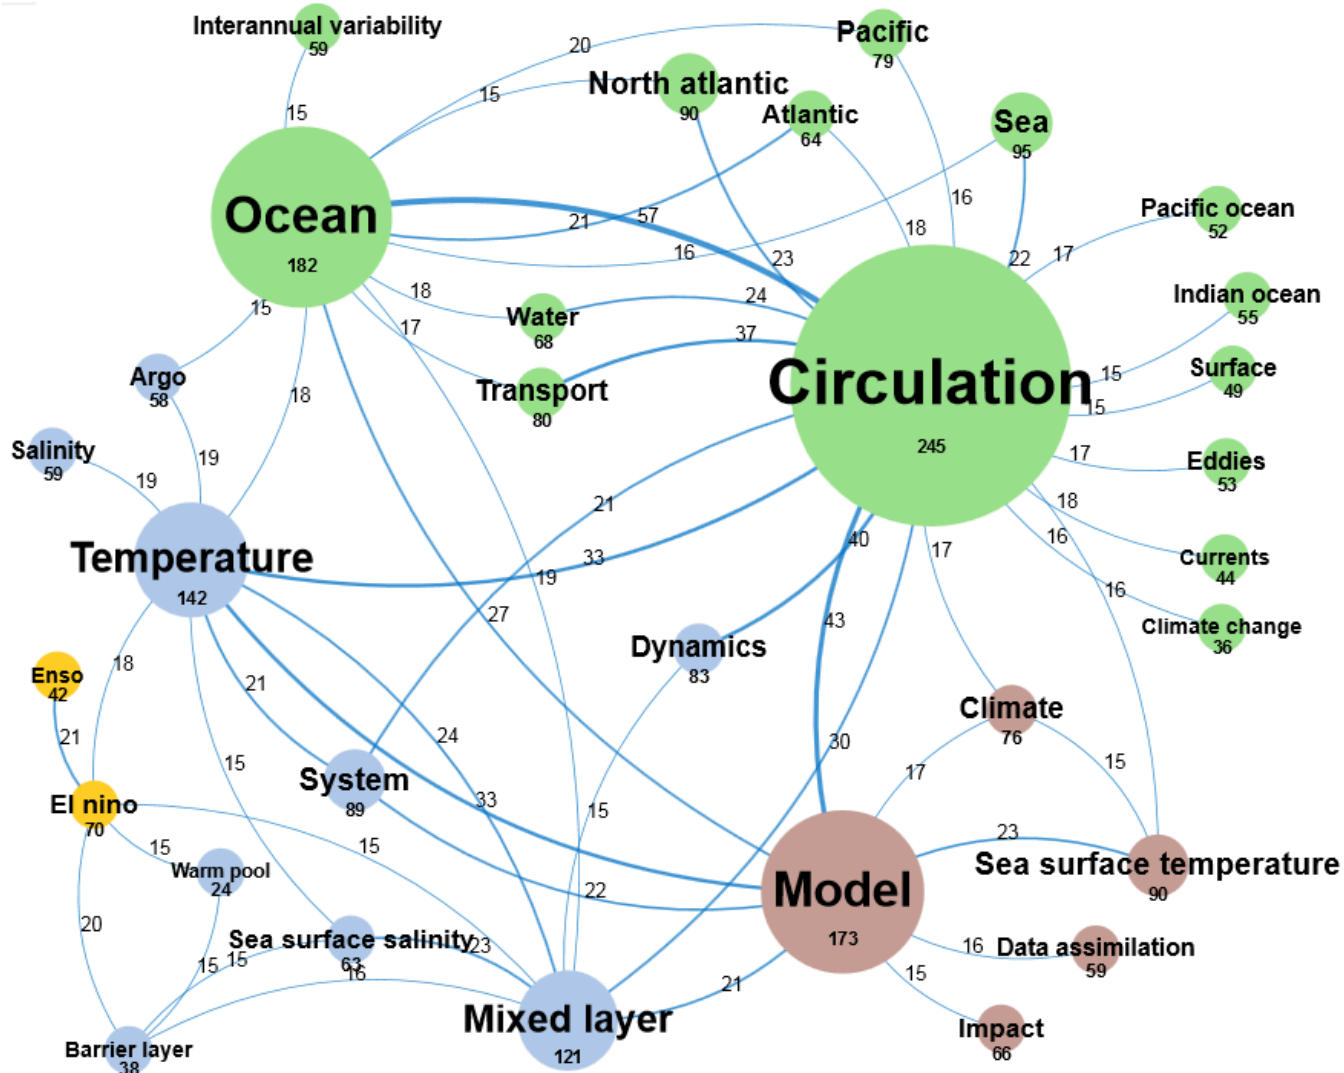 Interannual variability
59
20
Pacific
79
15
North atlantic
90
15
Atlantic
64
Sea
95
Ocean
182
21
57
16
23
18
16
22
17
Pacific ocean
52
Indian ocean
55
18
Water
68
24
17
Transport
80
37
15
Circulation
245
15
15
Surface
49
Argo
58
18
Salinity
59
19
19
17
Eddies
53
21
18
Currents
44
Temperature
142
33
19
40
17
16
16
Climate change
36
27
43
Dynamics
83
18
21
Enso
42
21
24
30
Climate
76
15
System
89
17
15
33
El nino
70
15
15
15
23
Sea surface temperature
90
Warm pool
24
22
Model
173
20
Sea surface salinity
63
23
15
15
16
16
Data assimilation
59
15
21
Mixed layer
121
Impact
66
Barrier layer
38